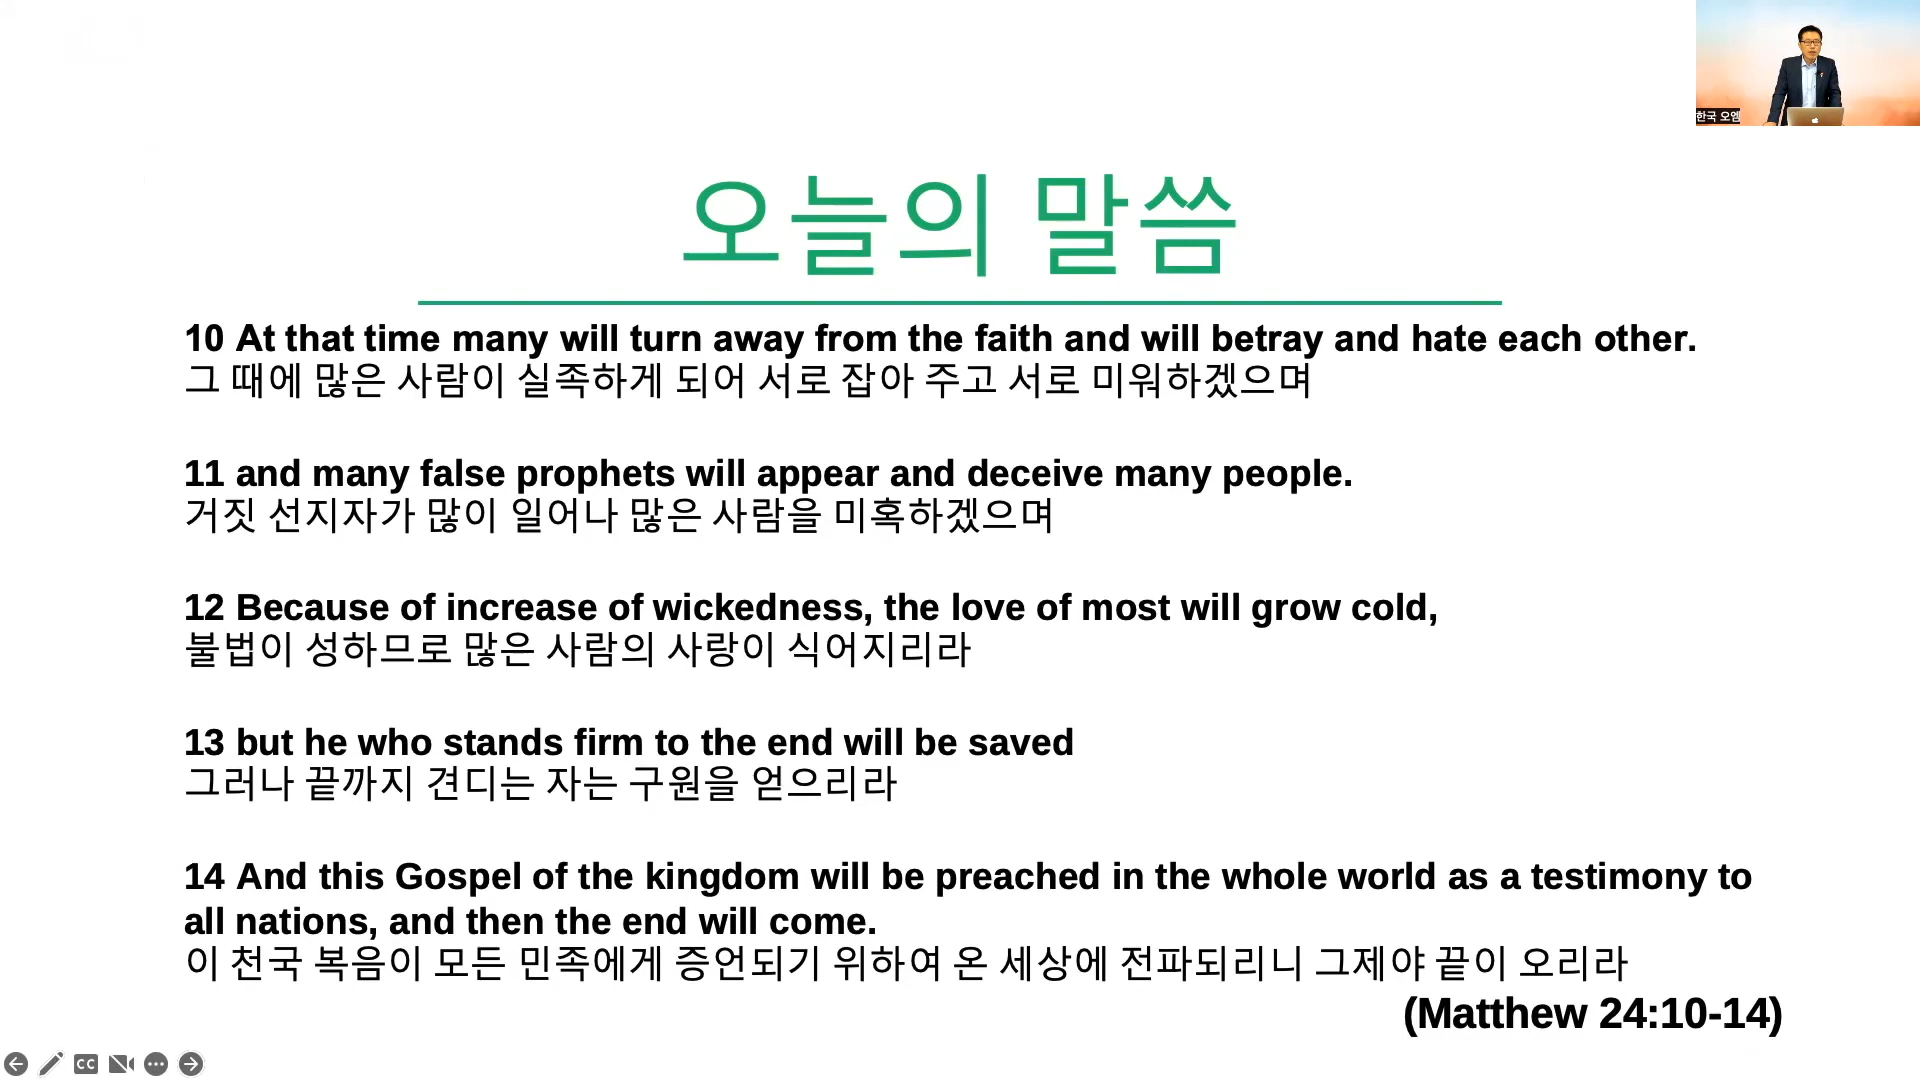 한국 오엠
오늘의 말씀
10 At that time many will turn away from the faith and will betray and hate each other.
그 때에 많은 사람이 실족하게 되어 서로 잡아 주고 서로 미워하겠으며
11 and many false prophets will appear and deceive many people.
거짓 선지자가 많이 일어나 많은 사람을 미혹하겠으며
12 Because of increase of wickedness, the love of most will grow cold,
불법이 성하므로 많은 사람의 사랑이 식어지리라
13 but he who stands firm to the end will be saved
그러나 끝까지 견디는 자는 구원을 얻으리라
14 And this Gospel of the kingdom will be preached in the whole world as a testimony to
all nations, and then the end will come.
이 천국 복음이 모든 민족에게 증언되기 위하여 온 세상에 전파되리니 그제야 끝이 오리라
(Matthew 24:10-14)
CC